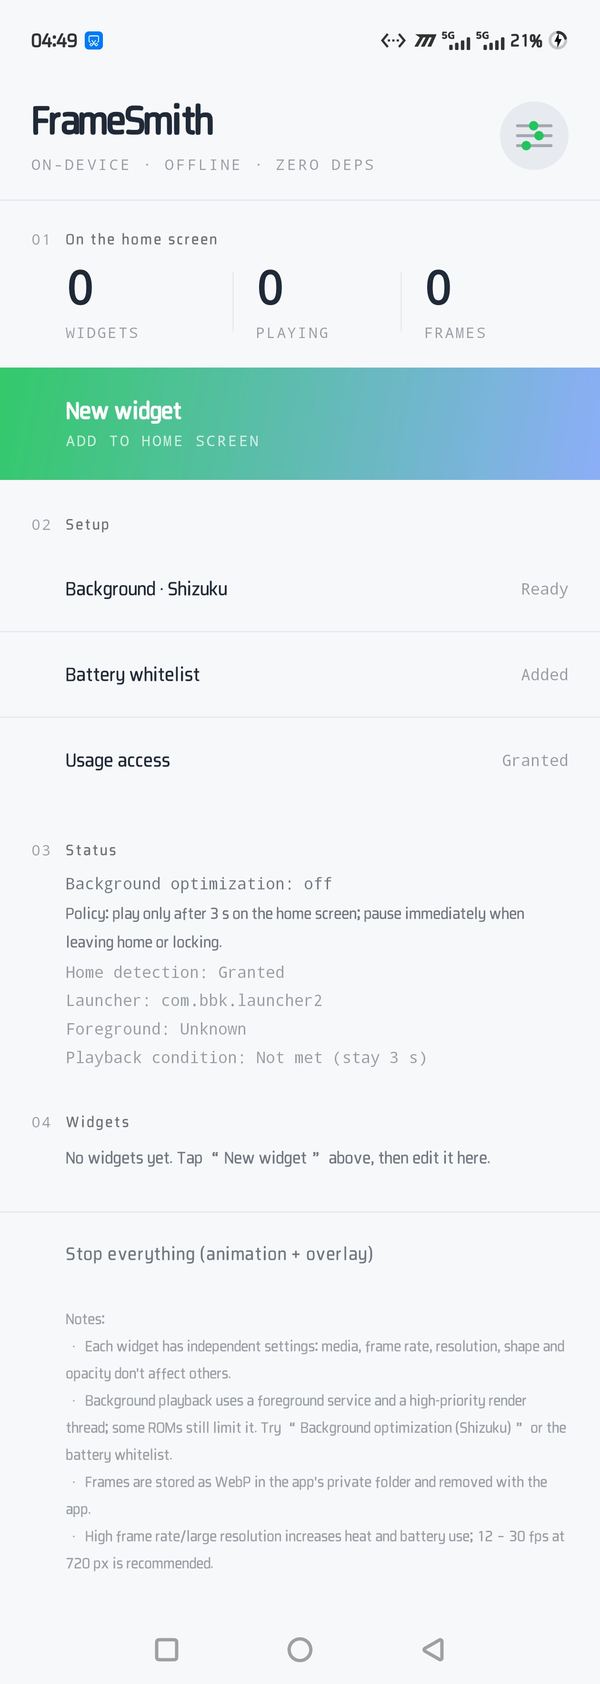 04:49
5G 5G 21%
FrameSmith
ON-DEVICE · OFFLINE · ZERO DEPS
01 On the home screen
0 0 0
WIDGETS PLAYING FRAMES
New widget
ADD TO HOME SCREEN
02 Setup
Background · Shizuku Ready
Battery whitelist Added
Usage access Granted
03 Status
Background optimization: off
Policy: play only after 3 s on the home screen; pause immediately when
leaving home or locking.
Home detection: Granted
Launcher: com.bbk.launcher2
Foreground: Unknown
Playback condition: Not met (stay 3 s)
04 Widgets
No widgets yet. Tap “ New widget ” above, then edit it here.
Stop everything (animation + overlay)
Notes:
· Each widget has independent settings: media, frame rate, resolution, shape and
opacity don't affect others.
· Background playback uses a foreground service and a high-priority render
thread; some ROMs still limit it. Try “ Background optimization (Shizuku) ” or the
battery whitelist.
· Frames are stored as WebP in the app's private folder and removed with the
app.
· High frame rate/large resolution increases heat and battery use; 12 – 30 fps at
720 px is recommended.